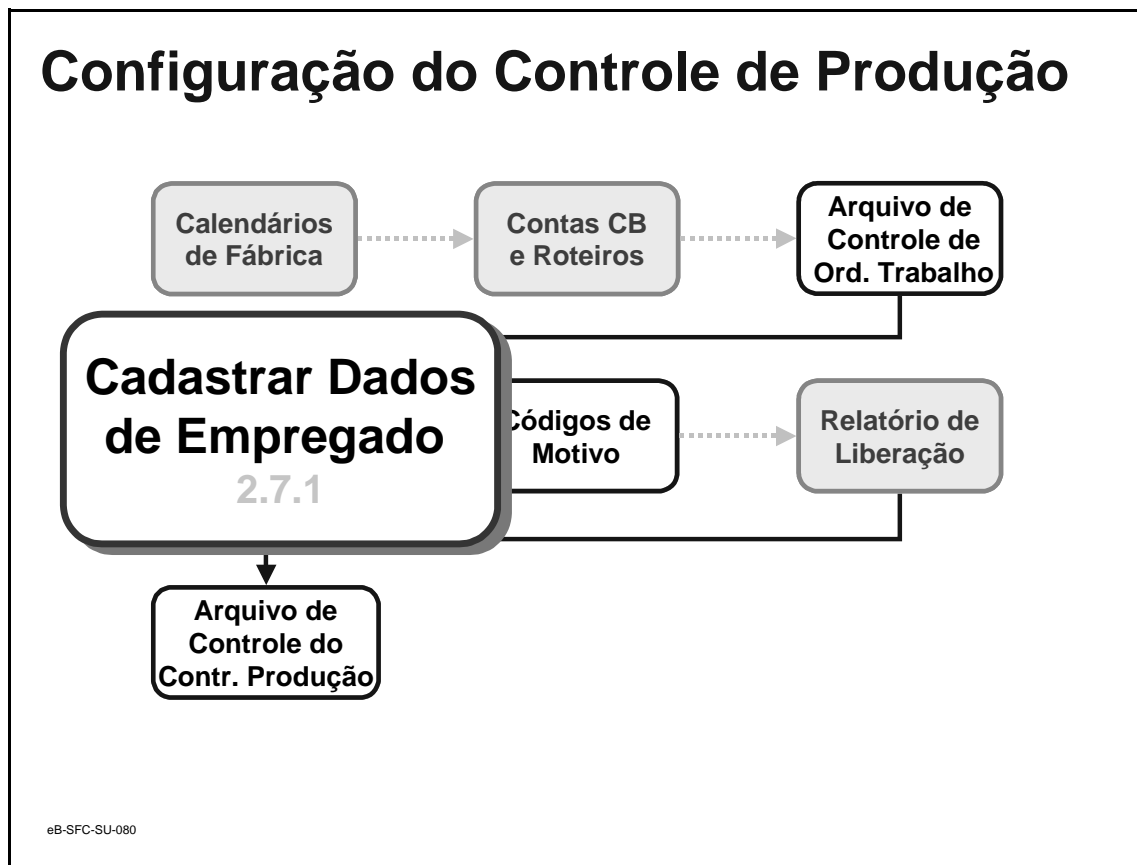 Configuração do Controle de Produção
Calendários
de Fábrica
Contas CB
e Roteiros
Arquivo de
Controle de
Ord. Trabalho
Cadastrar Dados
de Empregado
2.7.1
Códigos de
Motivo
Relatório de
Liberação
Arquivo de
Controle do
Contr. Produção
eB-SFC-SU-080